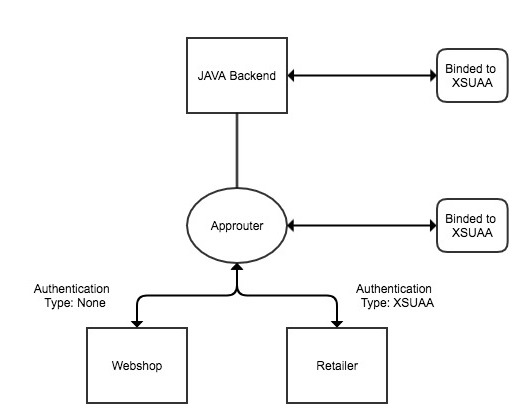 JAVA Backend
Binded to
XSUAA
Approuter
Binded to
XSUAA
Authentication
Type: None
Authentication
Type: XSUAA
Webshop
Retailer